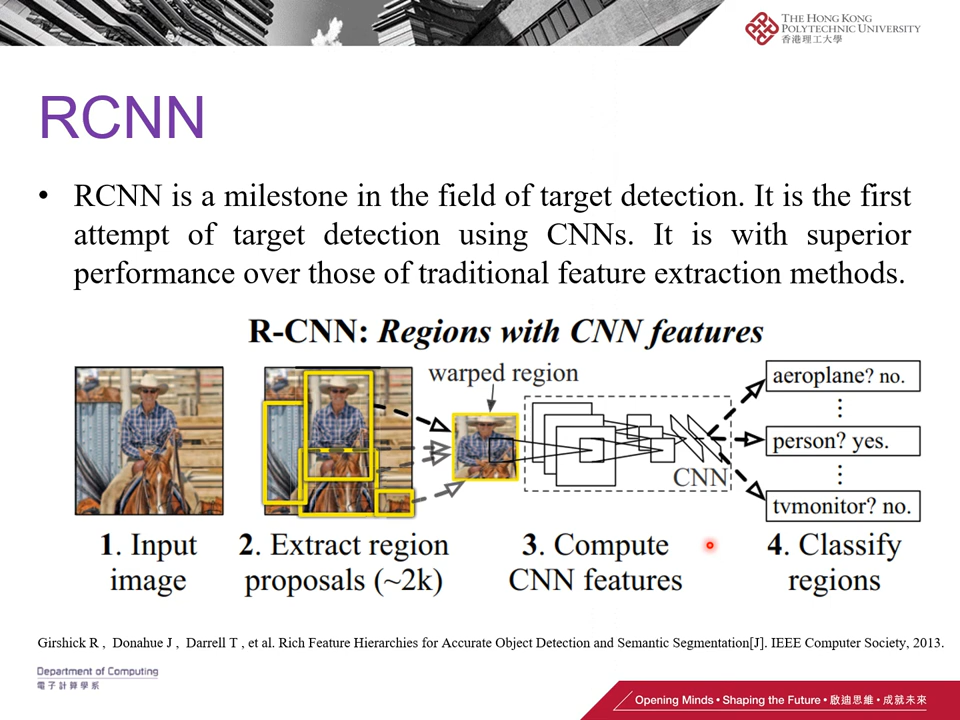 THE HONG KONG
POLYTECHNIC UNIVERSITY
香港理工大學
RCNN
• RCNN is a milestone in the field of target detection. It is the first
attempt of target detection using CNNs. It is with superior
performance over those of traditional feature extraction methods.
R-CNN: Regions with CNN features
warped region
aeroplane? no.
person? yes.
CNN
tvmonitor? no.
1. Input
image
2. Extract region
proposals (~2k)
3. Compute
CNN features
4. Classify
regions
Girshick R , Donahue J , Darrell T , et al. Rich Feature Hierarchies for Accurate Object Detection and Semantic Segmentation[J]. IEEE Computer Society, 2013.
Department of Computing
電子計算學系
Opening Minds • Shaping the Future • 啟迪思維 • 成就未來